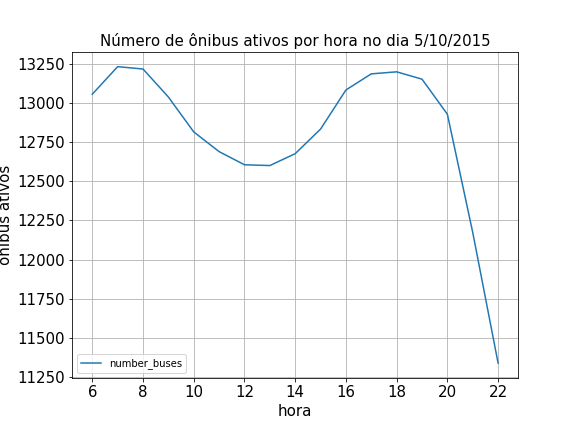 Número de ônibus ativos por hora no dia 5/10/2015
13250
13000
12750
12500
12250
12000
11750
11500
11250
ônibus ativos
number_buses
6 8 10 12 14 16 18 20 22
hora